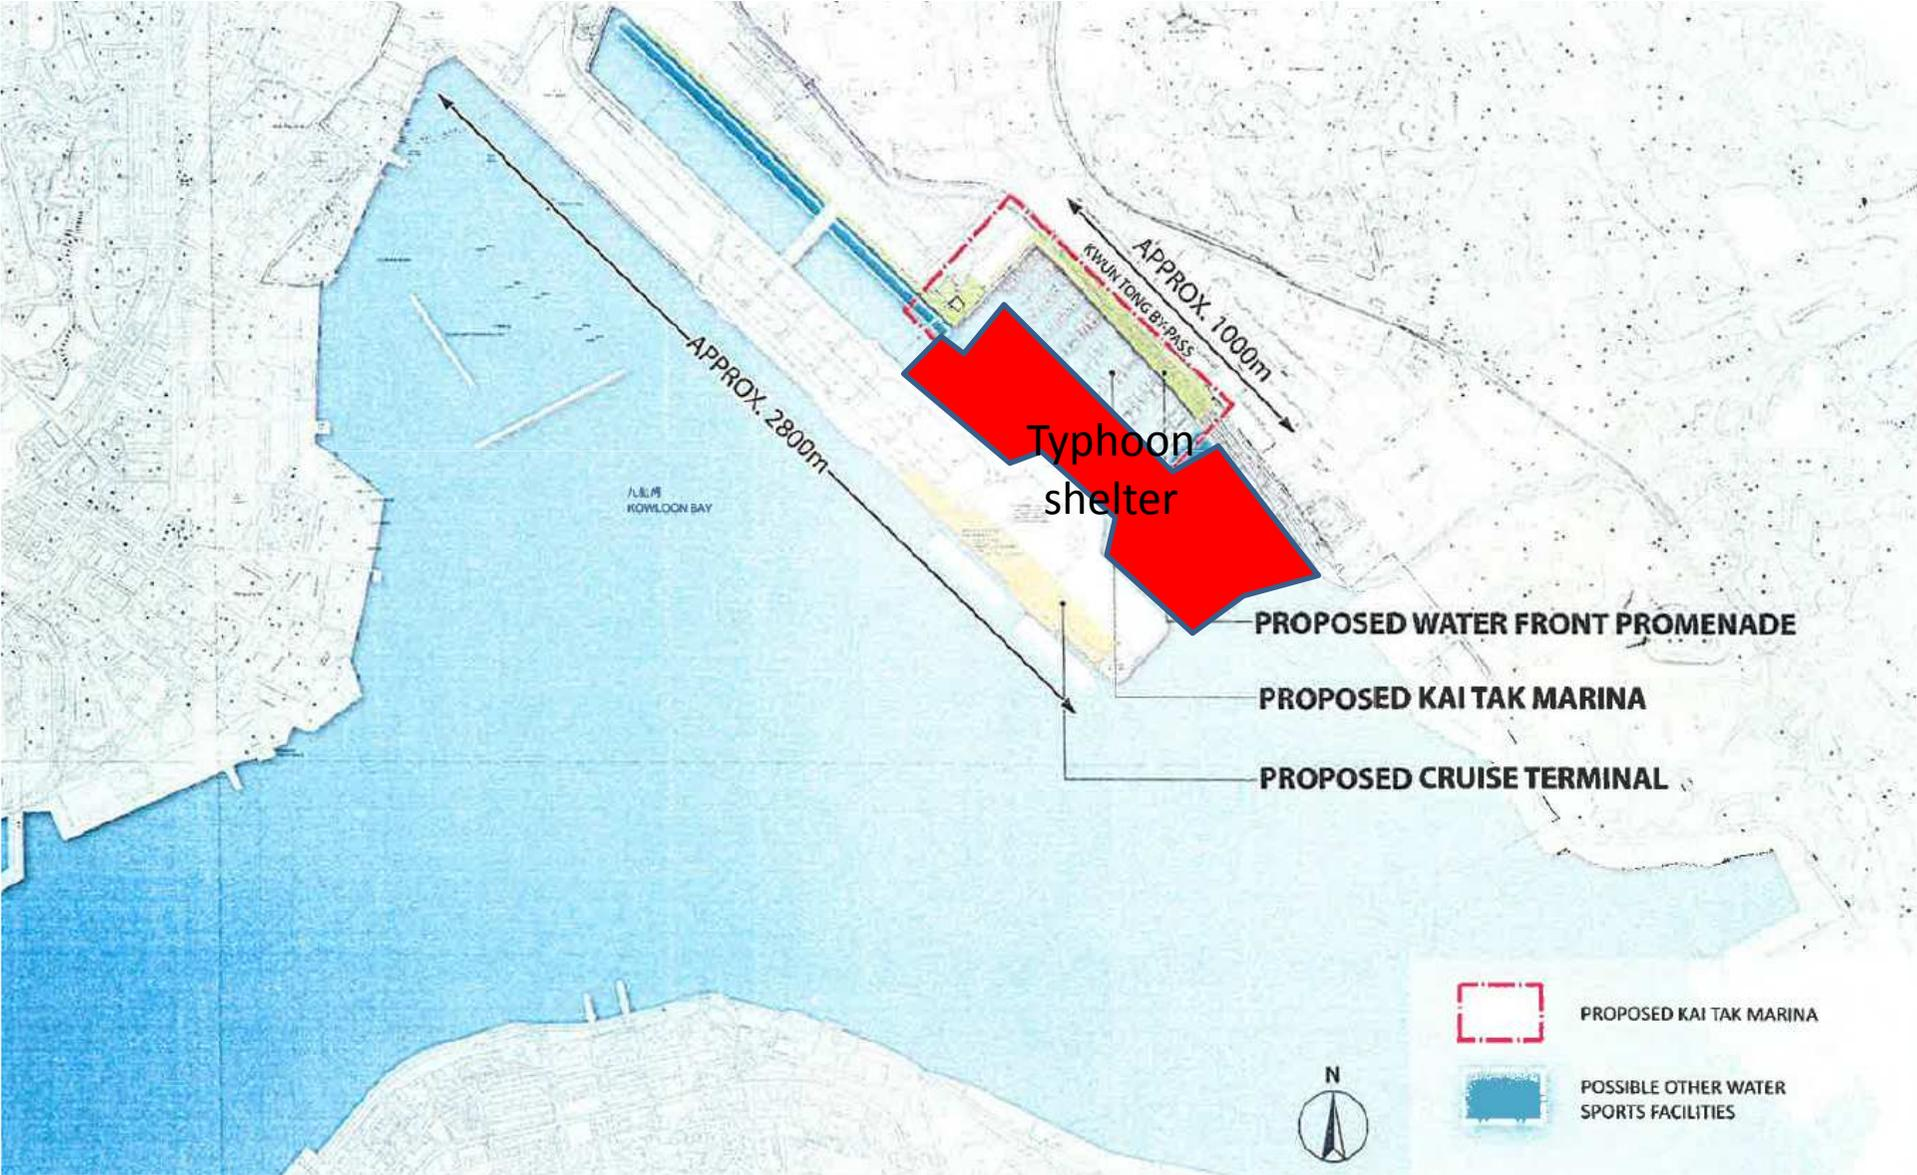 APPROX. 1000m
KWUN TONG BY-PASS
APPROX. 2800m
Typhoon
shelter
九龍灣
KOWLOON BAY
PROPOSED WATER FRONT PROMENADE
PROPOSED KAI TAK MARINA
PROPOSED CRUISE TERMINAL
PROPOSED KAI TAK MARINA
N
POSSIBLE OTHER WATER
SPORTS FACILITIES